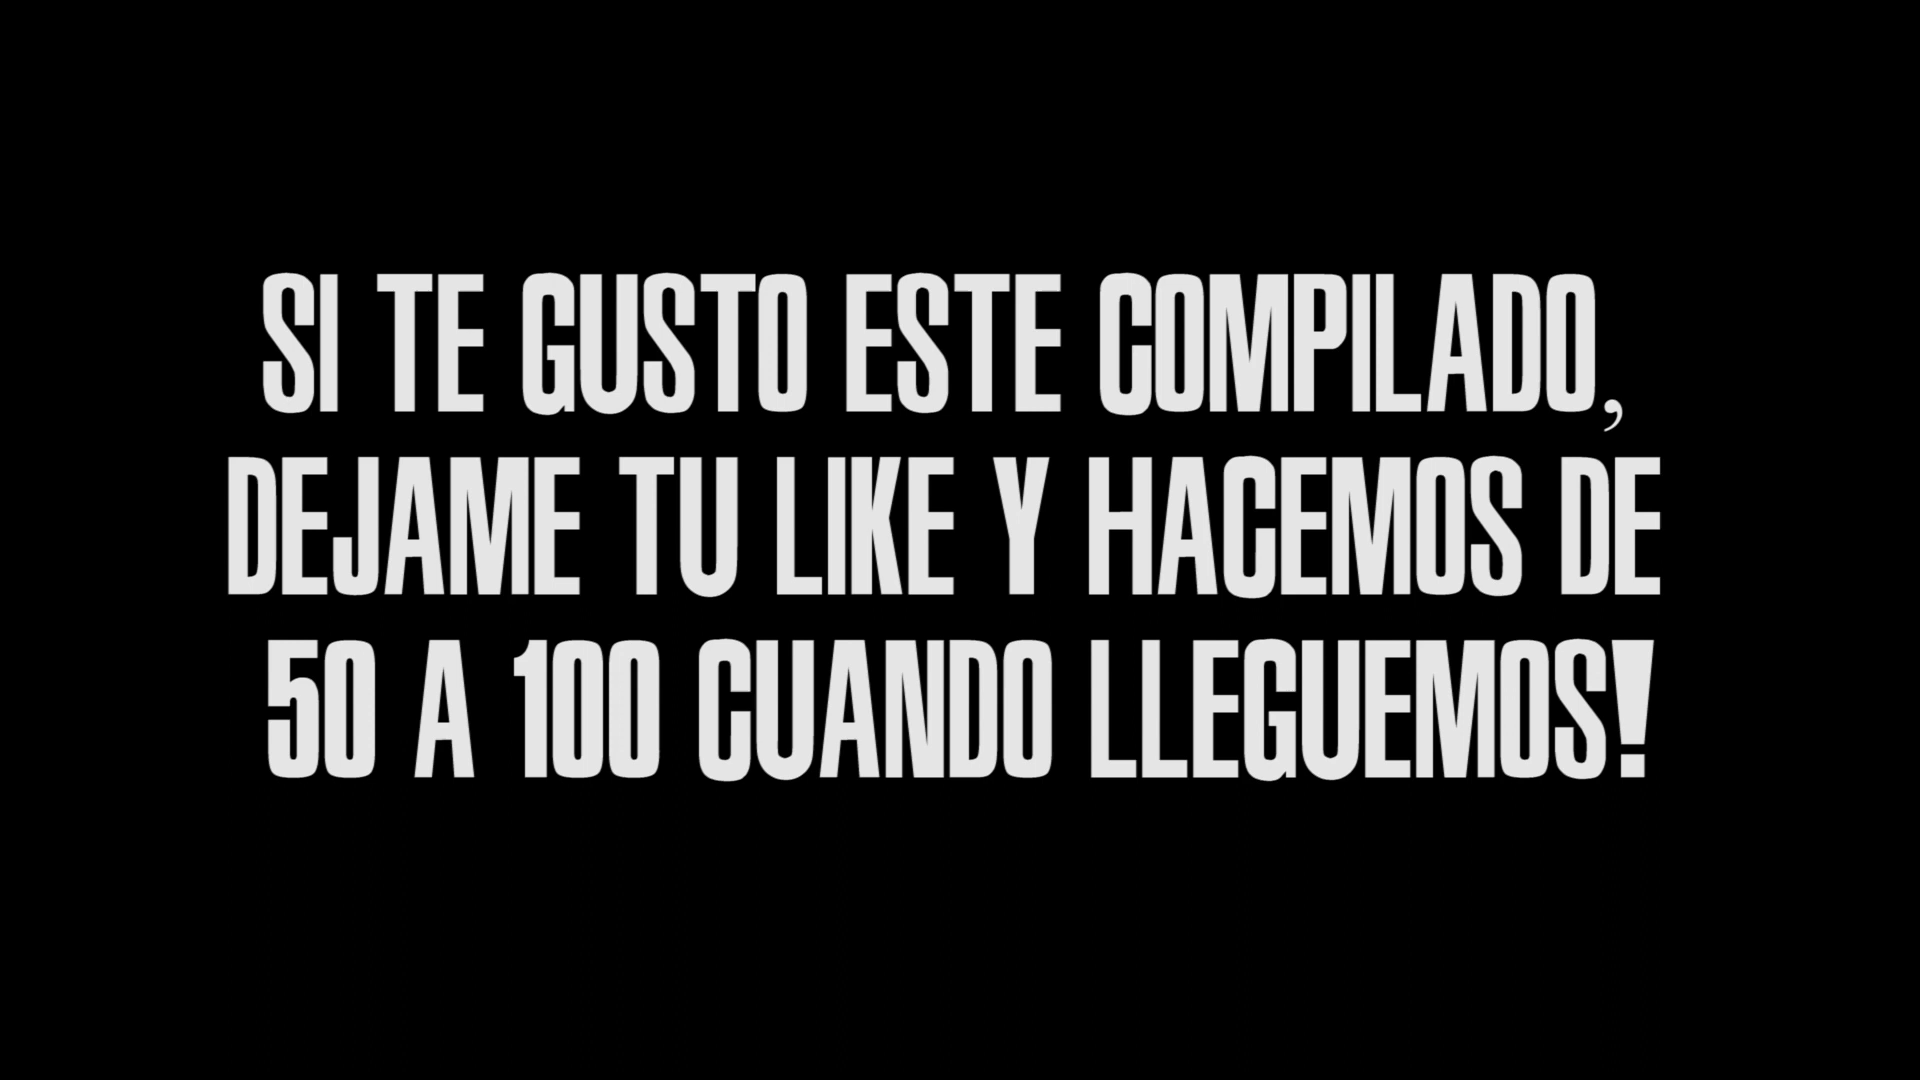 SI TE GUSTO ESTE COMPILADO,
DEJAME TU LIKE Y HACEMOS DE
50 A 100 CUANDO LLEGUEMOS!